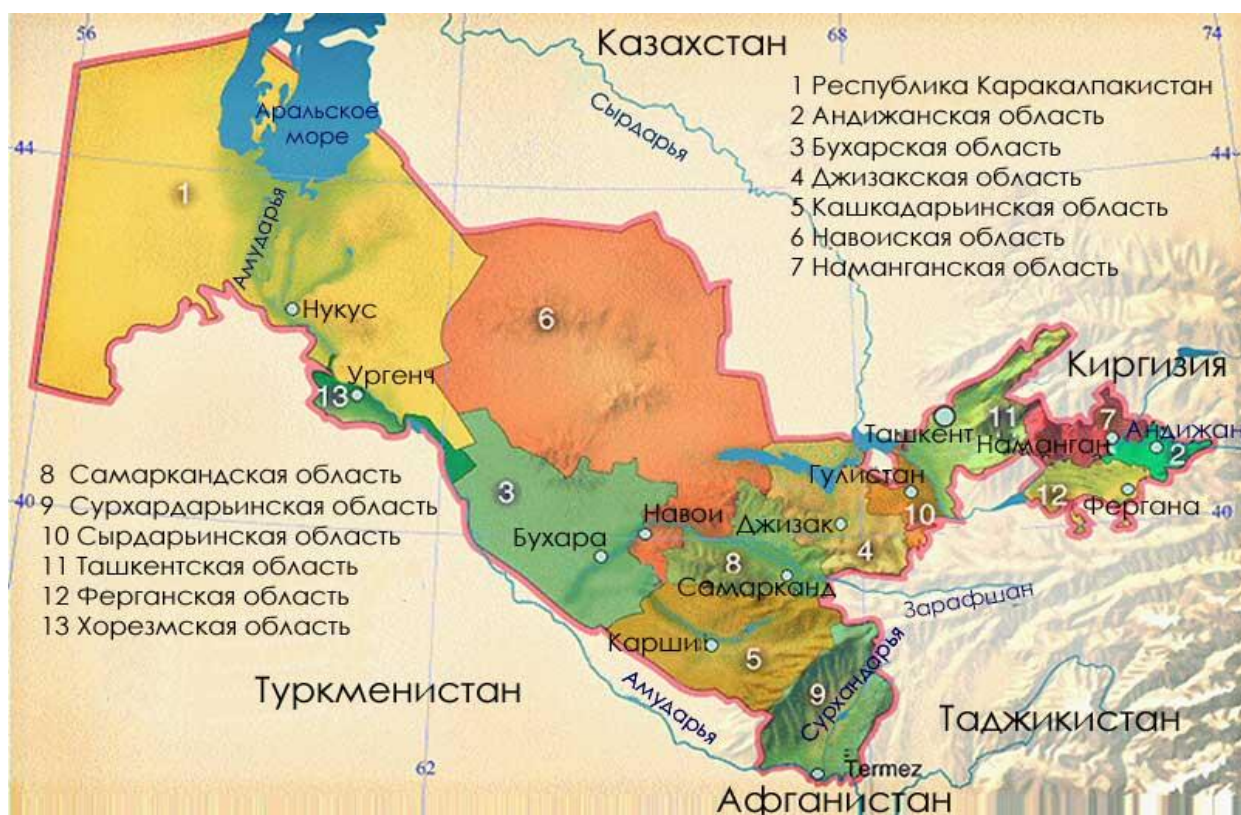 56
68
74
Казахстан
1 Республика Каракалпакистан
2 Андижанская область
3 Бухарская область
4 Джизакская область
5 Кашкадарьинская область
6 Навоиская область
7 Наманганская область
Аральское
море
Сырдарья
44
44
1
Амударья
Нукус
6
Киргизия
Ургенч
13
11
7
Ташкент
Наманган
Андижан
2
8 Самаркандская область
9 Сурхардарьинская область
10 Сырдарьинская область
11 Ташкентская область
12 Ферганская область
13 Хорезмская область
Гулистан
12
Фергана
40
3
10
40
Навои
Джизак
Бухара
4
8
Самарканд
Зарафшан
Карши
5
Сурхандарья
9
Туркменистан
Амударья
Таджикистан
62
Termez
Афганистан